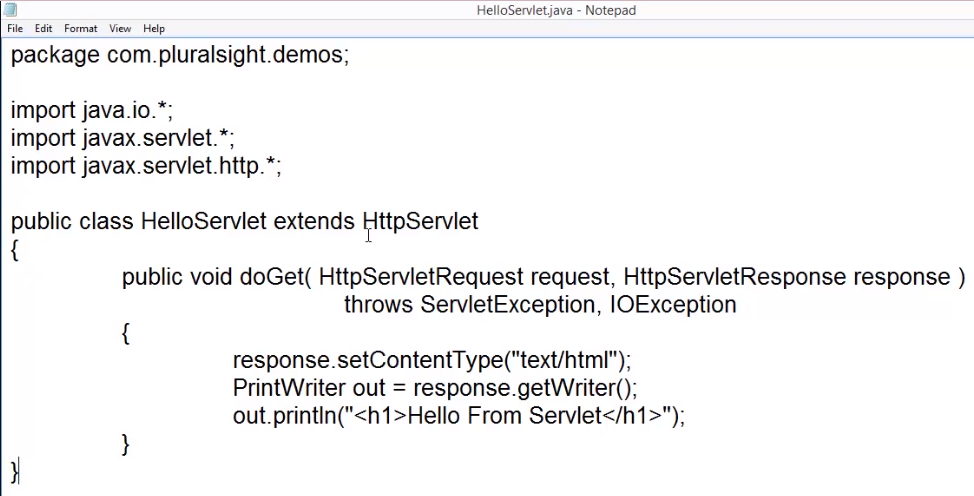 HelloServlet.java - Notepad
File Edit Format View Help
package com.pluralsight.demos;
import java.io.*;
import javax.servlet.*;
import javax.servlet.http.*;
public class HelloServlet extends HttpServlet
{
public void doGet( HttpServletRequest request, HttpServletResponse response )
throws ServletException, IOException
{
response.setContentType("text/html");
PrintWriter out = response.getWriter();
out.println("<h1>Hello From Servlet</h1>");
}
}